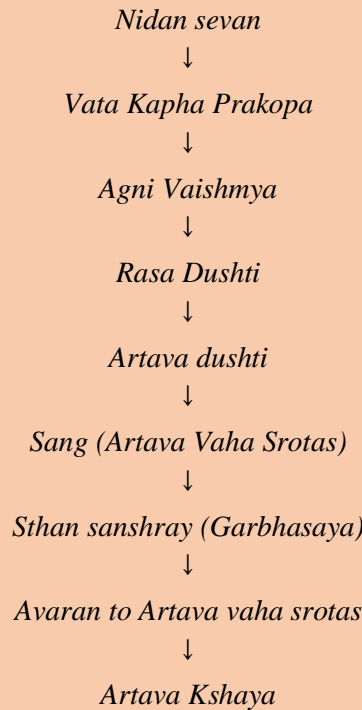 Nidan sevan
↓
Vata Kapha Prakopa
↓
Agni Vaishmya
↓
Rasa Dushti
↓
Artava dushti
↓
Sang (Artava Vaha Srotas)
↓
Sthan sanshray (Garbhasaya)
↓
Avaran to Artava vaha srotas
↓
Artava Kshaya